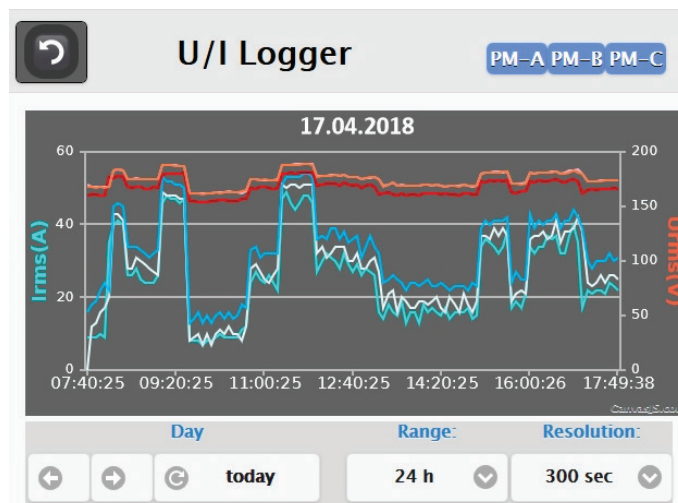 U/I Logger
PM-A PM-B PM-C
17.04.2018
60 200
40 150
100
20 50
0 0
Irms(A)
Urms(V)
07:40:25 09:20:25 11:00:25 12:40:25 14:20:25 16:00:26 17:49:38
CanvasJS.com
Day Range: Resolution:
today 24 h 300 sec